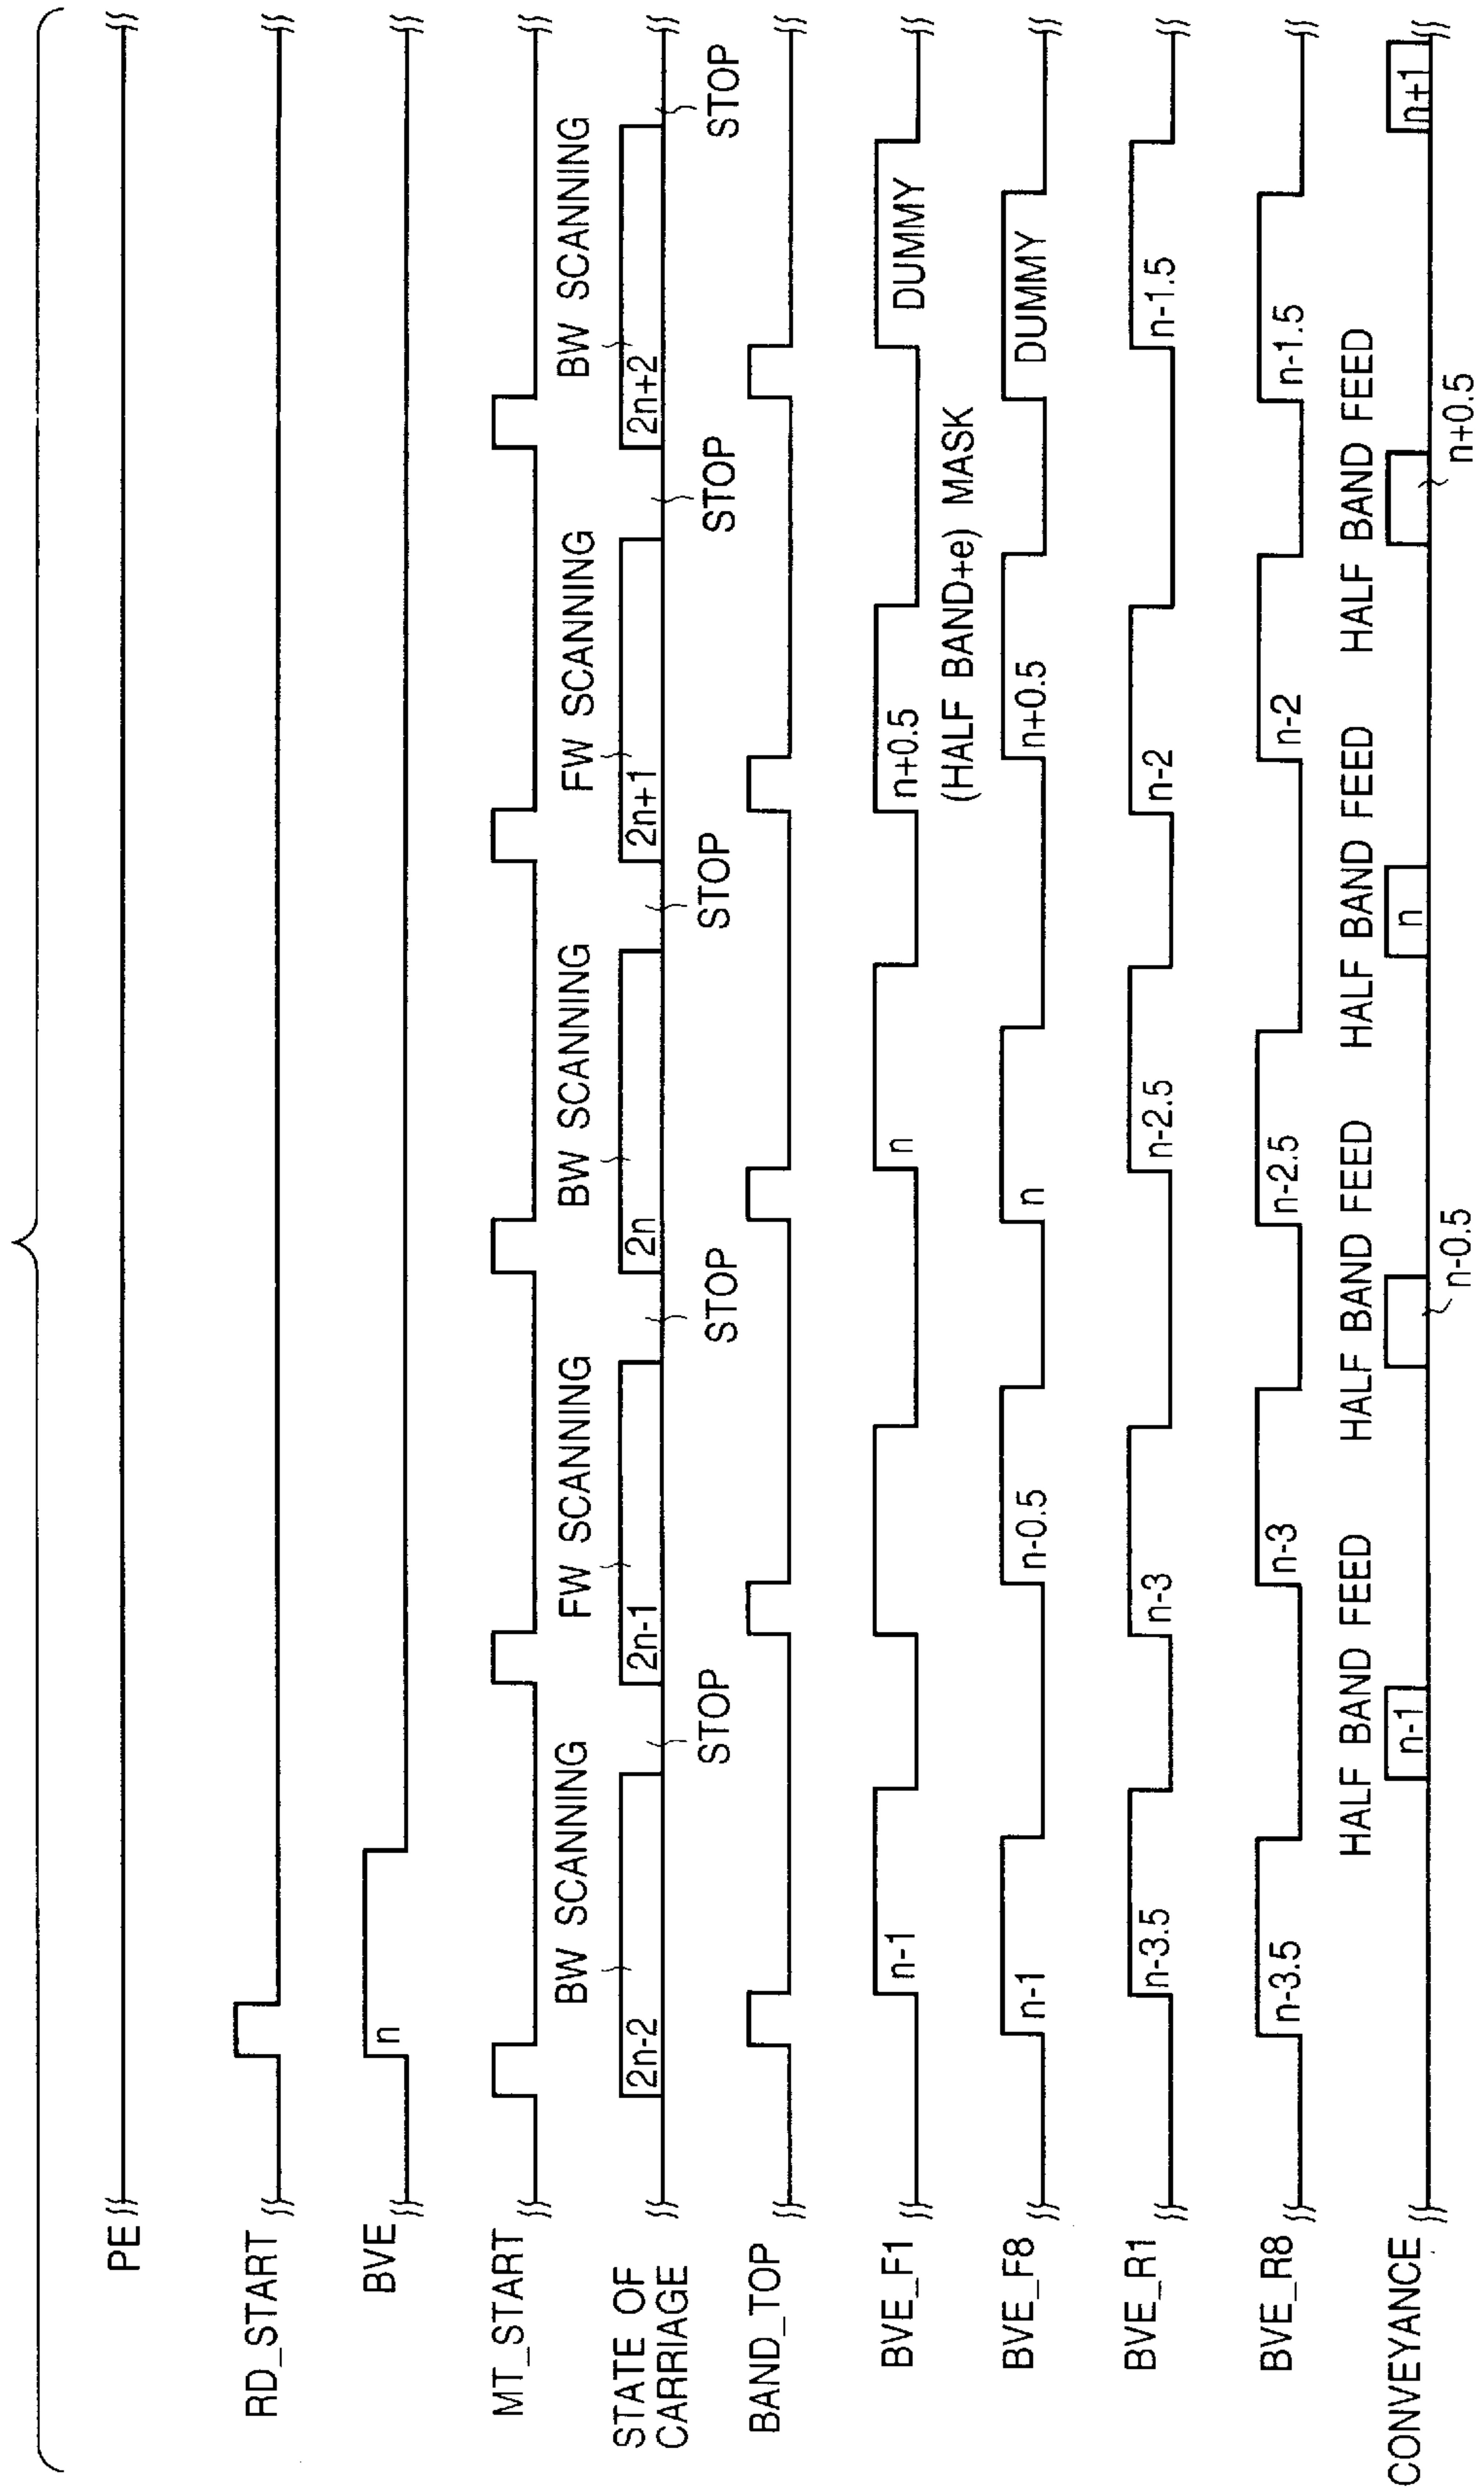 PE
RD_START
n
BVE
MT_START
BW SCANNING
FW SCANNING
BW SCANNING
FW SCANNING
BW SCANNING
STATE OF
CARRIAGE
2n-2
2n-1
2n
2n+1
2n+2
STOP
STOP
STOP
STOP
STOP
BAND_TOP
BVE_F1
n-1
n
n+0.5
DUMMY
(HALF BAND+e) MASK
BVE_F8
n-1
n-0.5
n
n+0.5
DUMMY
BVE_R1
n-3.5
n-3
n-2.5
n-2
n-1.5
BVE_R8
n-3.5
n-3
n-2.5
n-2
n-1.5
HALF BAND FEED
HALF BAND FEED
HALF BAND FEED
HALF BAND FEED
CONVEYANCE
n-1
n-0.5
n
n+0.5
n+1